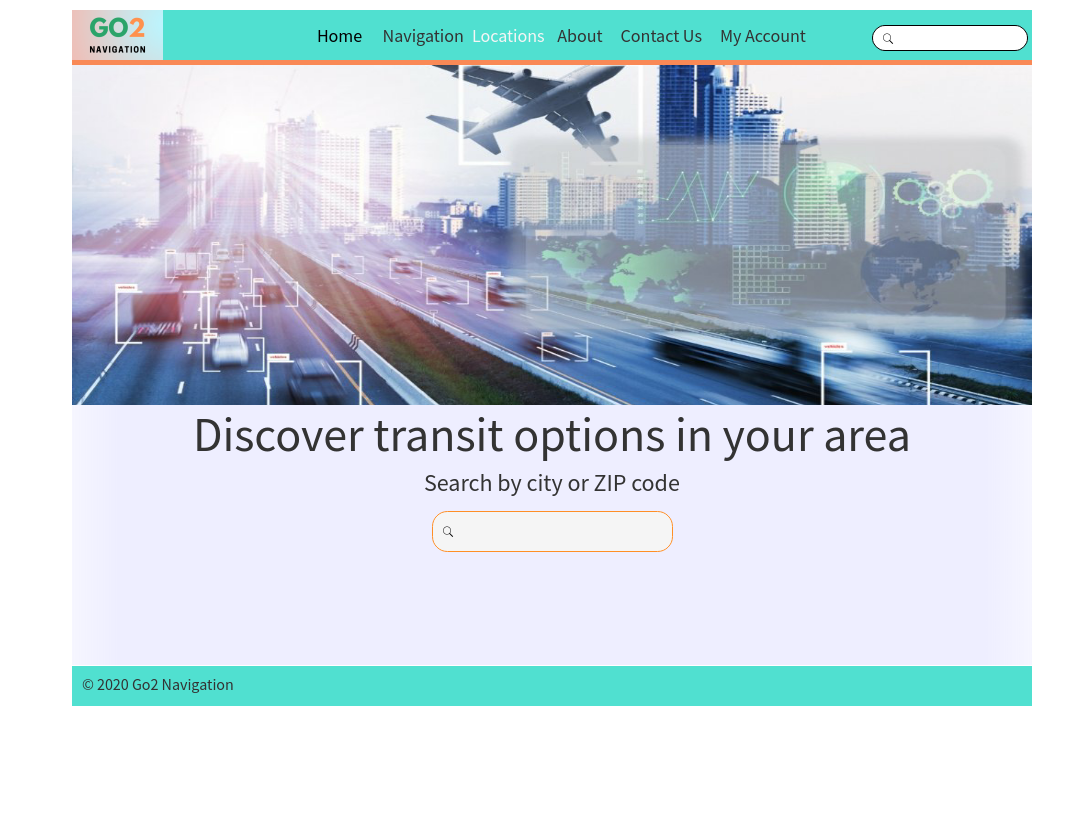 GO2
NAVIGATION
Home Navigation Locations About Contact Us My Account
Discover transit options in your area
Search by city or ZIP code
© 2020 Go2 Navigation